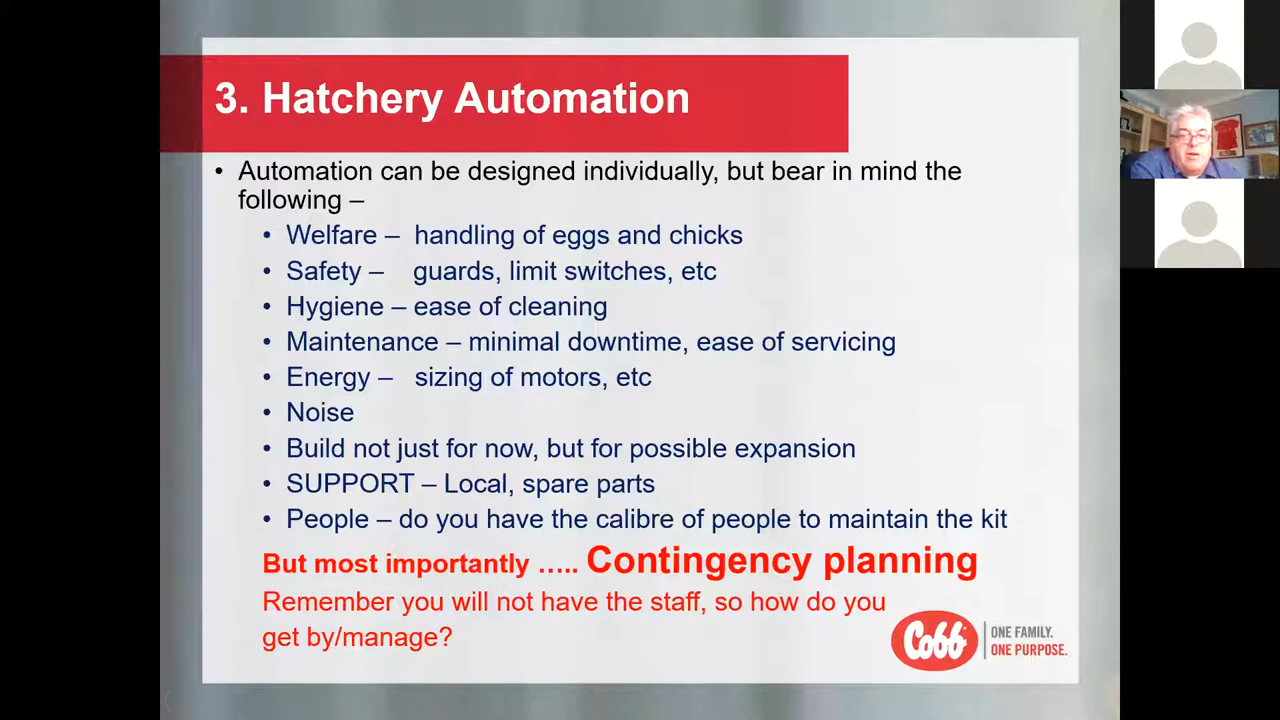 3. Hatchery Automation
• Automation can be designed individually, but bear in mind the
following –
• Welfare – handling of eggs and chicks
• Safety – guards, limit switches, etc
• Hygiene – ease of cleaning
• Maintenance – minimal downtime, ease of servicing
• Energy – sizing of motors, etc
• Noise
• Build not just for now, but for possible expansion
• SUPPORT – Local, spare parts
• People – do you have the calibre of people to maintain the kit
But most importantly ….. Contingency planning
Remember you will not have the staff, so how do you
get by/manage?
Cobb
ONE FAMILY.
ONE PURPOSE.